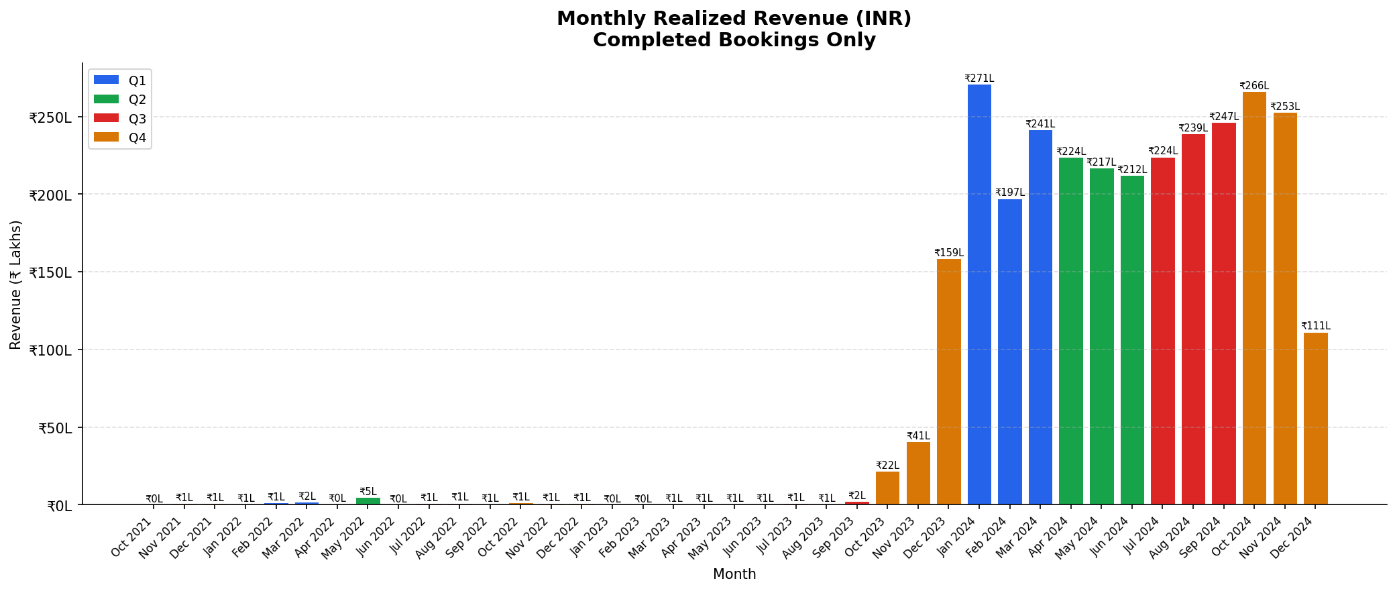 Monthly Realized Revenue (INR)
Completed Bookings Only
Q1
Q2
Q3
Q4
Revenue (₹ Lakhs)
₹250L
₹200L
₹150L
₹100L
₹50L
₹0L
₹0L
₹1L
₹1L
₹1L
₹1L
₹2L
₹0L
₹5L
₹0L
₹1L
₹1L
₹1L
₹1L
₹1L
₹1L
₹0L
₹0L
₹1L
₹1L
₹1L
₹1L
₹1L
₹1L
₹2L
₹22L
₹41L
₹159L
₹271L
₹197L
₹241L
₹224L
₹217L
₹212L
₹224L
₹239L
₹247L
₹266L
₹253L
₹111L
Oct 2021
Nov 2021
Dec 2021
Jan 2022
Feb 2022
Mar 2022
Apr 2022
May 2022
Jun 2022
Jul 2022
Aug 2022
Sep 2022
Oct 2022
Nov 2022
Dec 2022
Jan 2023
Feb 2023
Mar 2023
Apr 2023
May 2023
Jun 2023
Jul 2023
Aug 2023
Sep 2023
Oct 2023
Nov 2023
Dec 2023
Jan 2024
Feb 2024
Mar 2024
Apr 2024
May 2024
Jun 2024
Jul 2024
Aug 2024
Sep 2024
Oct 2024
Nov 2024
Dec 2024
Month